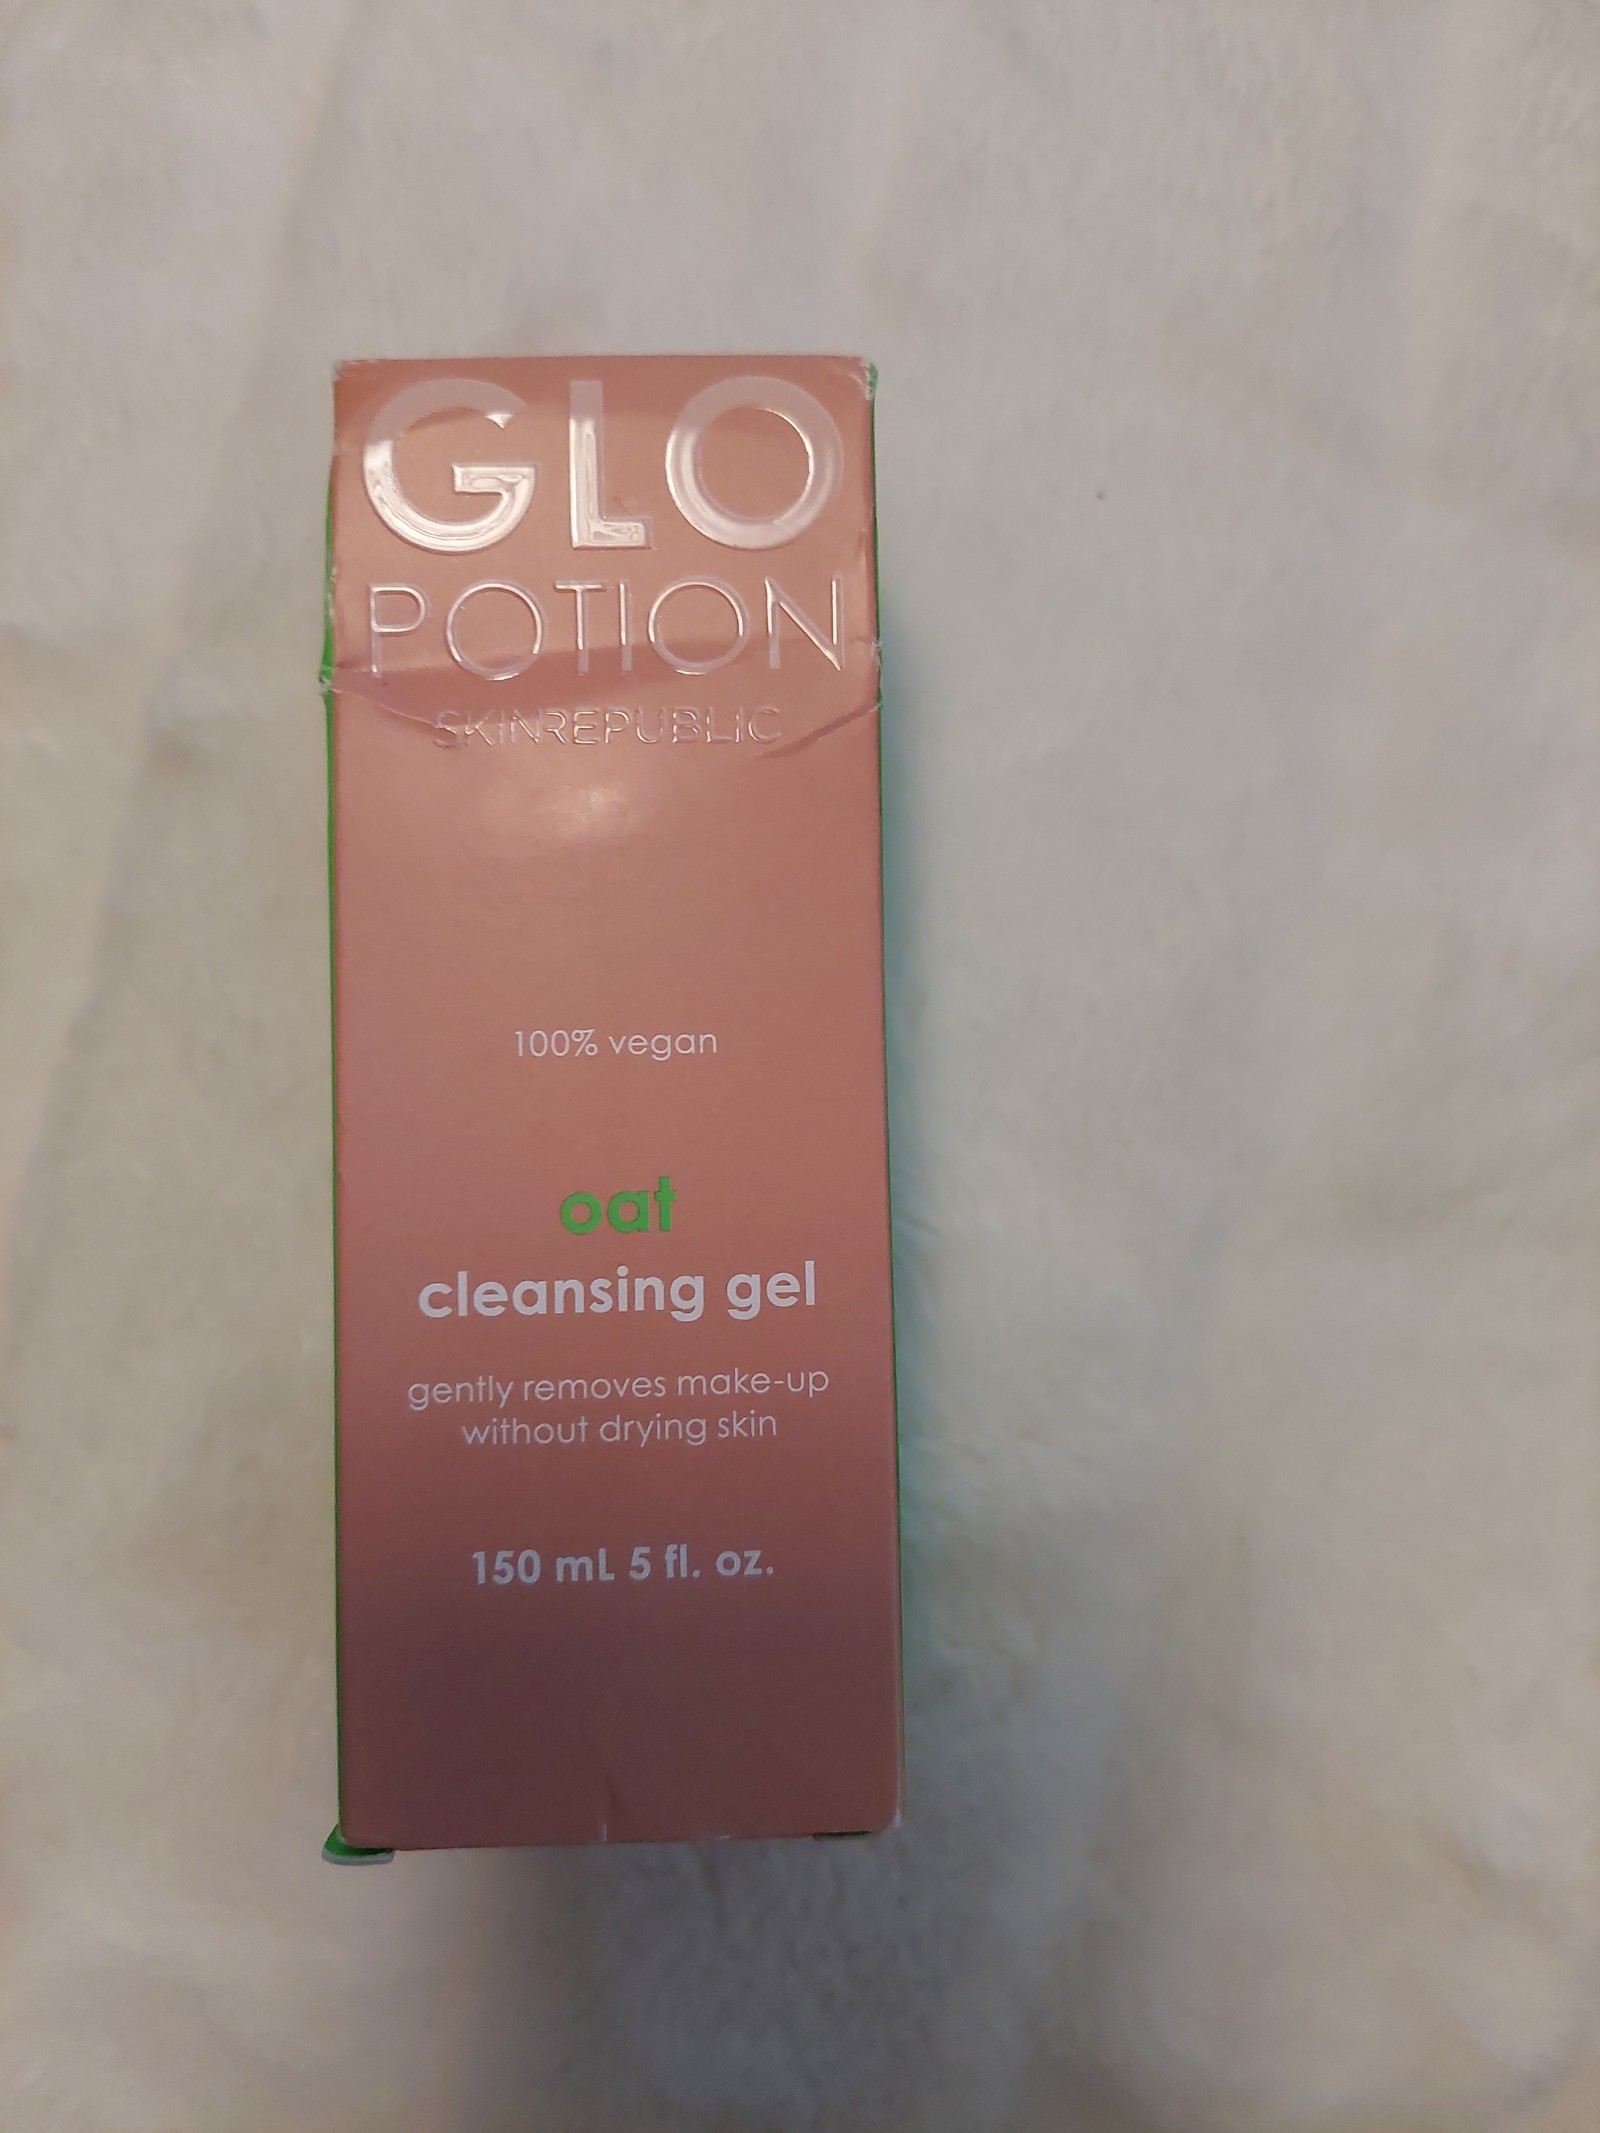 GLO
POTION
SKINREPUBLIC
100% vegan
oat
cleansing gel
gently removes make-up
without drying skin
150 mL 5 fl. oz.